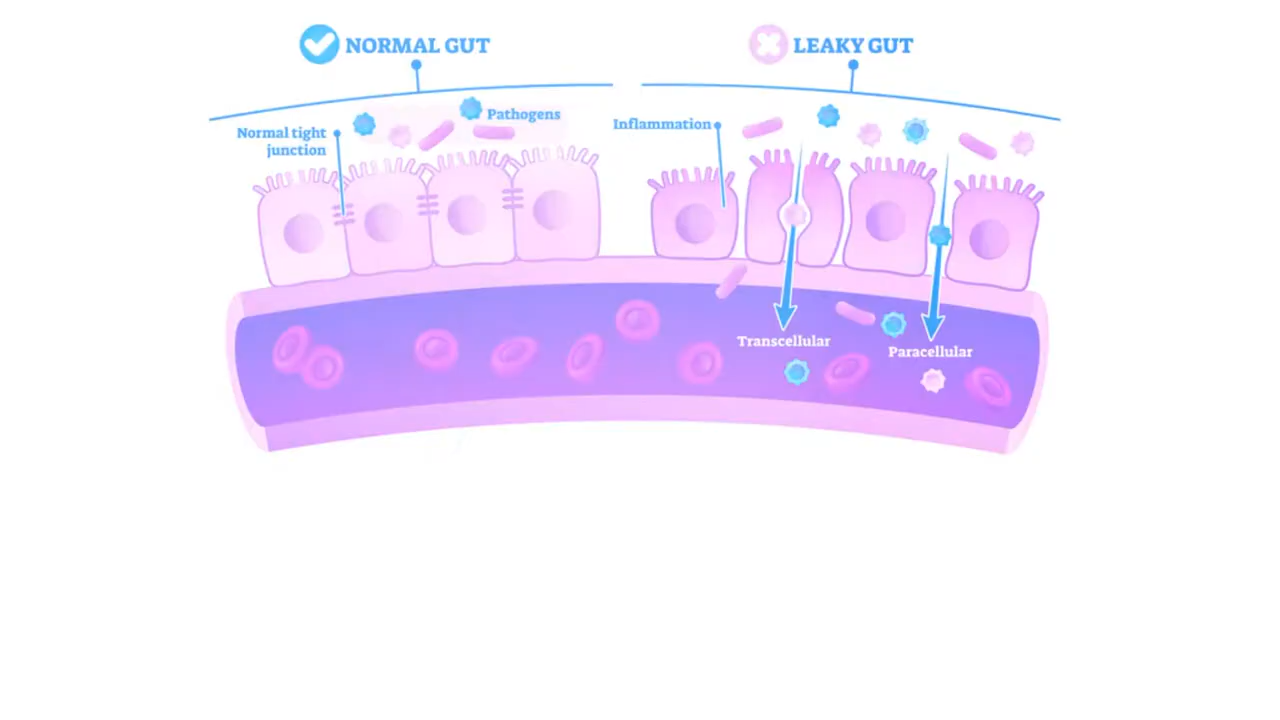 NORMAL GUT
LEAKY GUT
Pathogens
Normal tight
junction
Inflammation
Transcellular
Paracellular